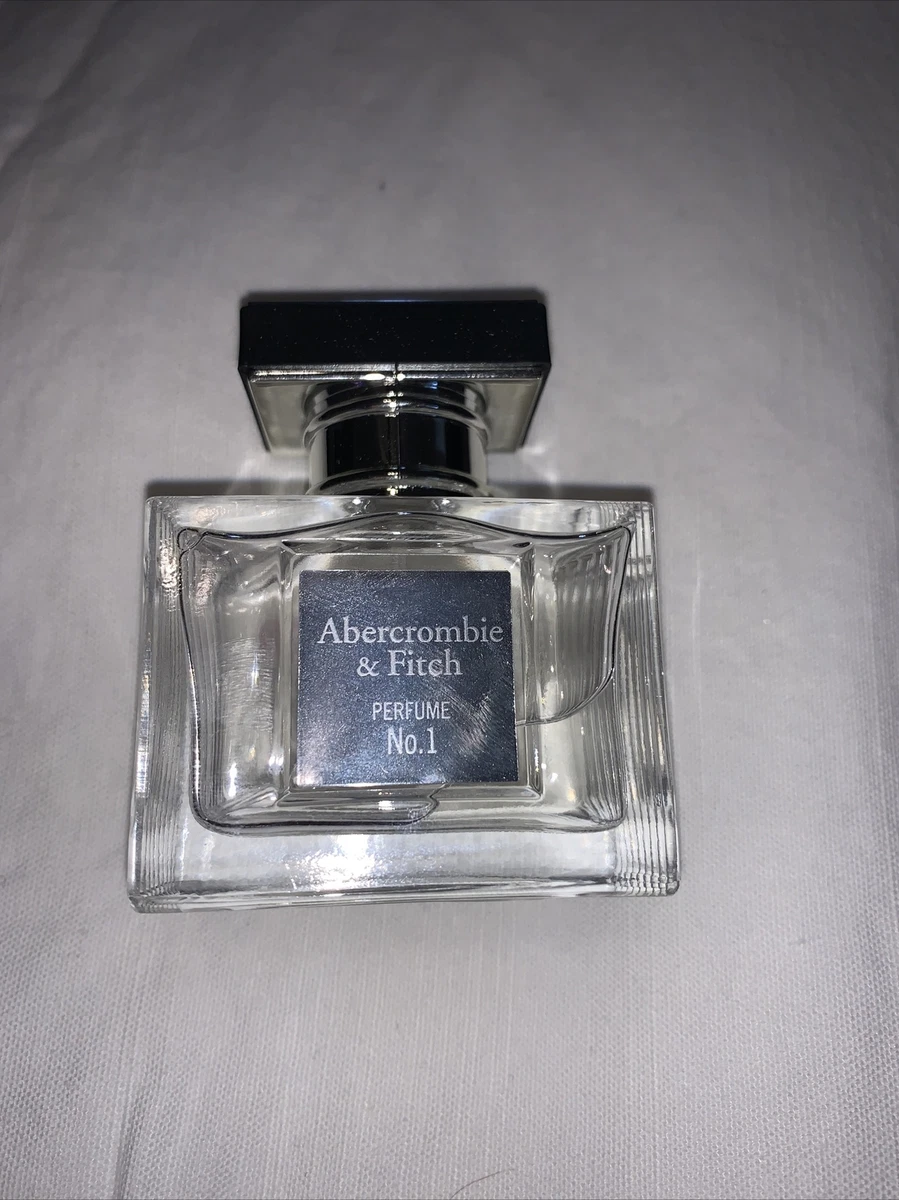 Abercrombie
& Fitch
PERFUME
No.1